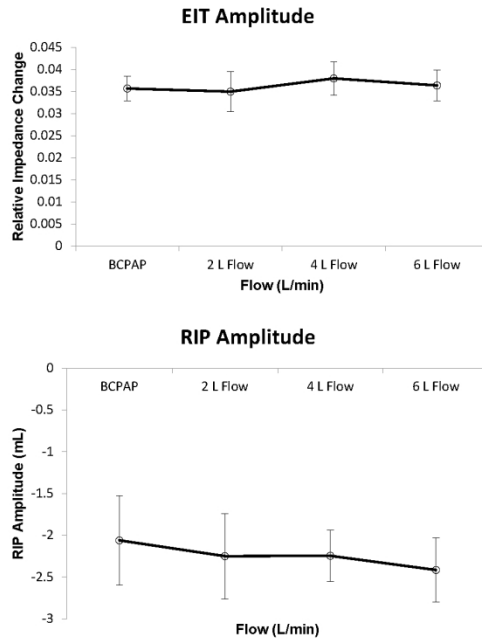 EIT Amplitude
Relative Impedance Change
0.045
0.04
0.035
0.03
0.025
0.02
0.015
0.01
0.005
0
BCPAP 2 L Flow 4 L Flow 6 L Flow
Flow (L/min)
RIP Amplitude
RIP Amplitude (mL)
0
BCPAP 2 L Flow 4 L Flow 6 L Flow
-0.5
-1
-1.5
-2
-2.5
-3
Flow (L/min)